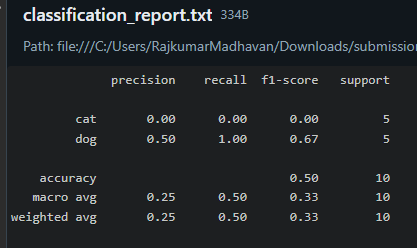 classification_report.txt 334B
Path: file:///C:/Users/RajkumarMadhavan/Downloads/submission
precision recall f1-score support
cat 0.00 0.00 0.00 5
dog 0.50 1.00 0.67 5
accuracy 0.50 10
macro avg 0.25 0.50 0.33 10
weighted avg 0.25 0.50 0.33 10